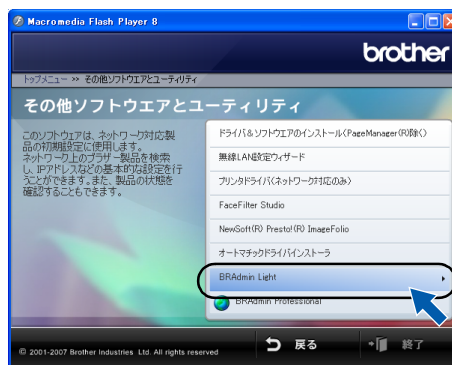 Macromedia Flash Player 8
brother
トップメニュー >> その他ソフトウエアとユーティリティ
その他ソフトウエアとユーティリティ
このソフトウェアは、ネットワーク対応製
品の初期設定に使用します。
ネットワーク上のブラザー製品を検索
し、IPアドレスなどの基本的な設定を行
うことができます。また、製品の状態を
確認することもできます。
ドライバ&ソフトウエアのインストール(PageManager(R)除く)
無線LAN設定ウィザード
プリンタドライバ(ネットワーク対応のみ)
FaceFilter Studio
NewSoft(R) Presto!(R) ImageFolio
オートマチックドライバインストーラ
BRAdmin Light
BRAdmin Professional
© 2001-2007 Brother Industries Ltd. All rights reserved
戻る
終了